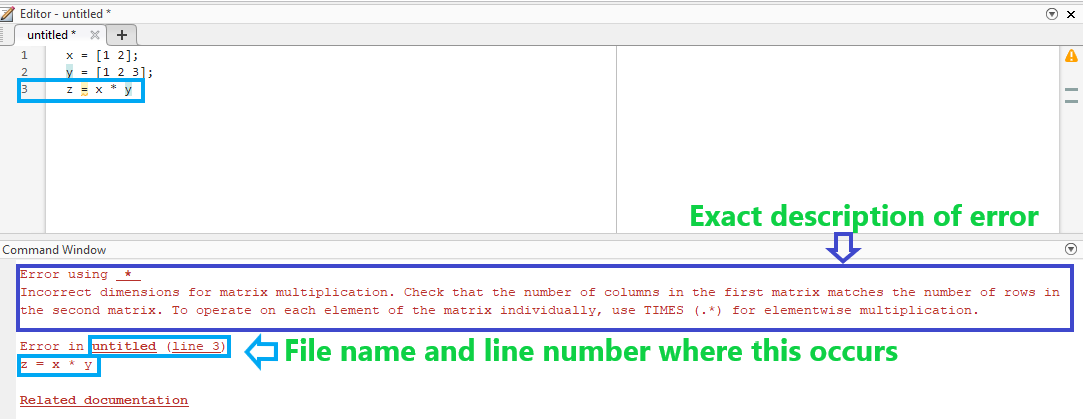 Editor - untitled *
untitled * × +
1 x = [1 2];
2 y = [1 2 3];
3 z = x * y
Exact description of error
Command Window
Error using *
Incorrect dimensions for matrix multiplication. Check that the number of columns in the first matrix matches the number of rows in
the second matrix. To operate on each element of the matrix individually, use TIMES (.*) for elementwise multiplication.
Error in untitled (line 3)
File name and line number where this occurs
z = x * y
Related documentation